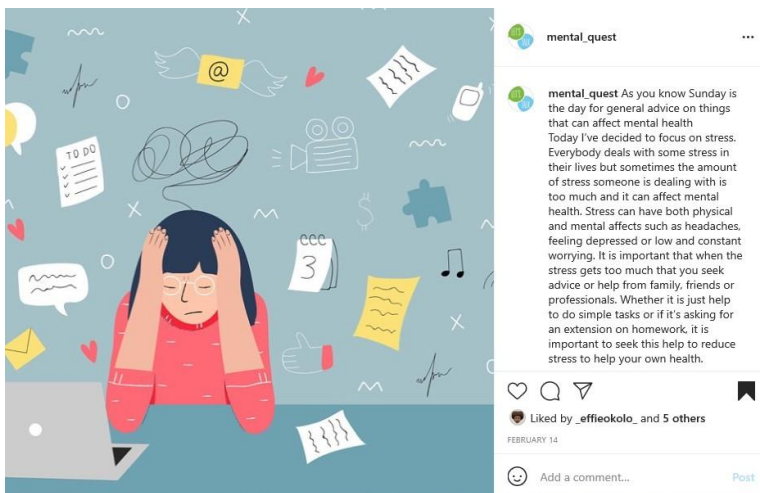 mental_quest
mental_quest As you know Sunday is
the day for general advice on things
that can affect mental health
Today I've decided to focus on stress.
Everybody deals with some stress in
their lives but sometimes the amount
of stress someone is dealing with is
too much and it can affect mental
health. Stress can have both physical
and mental affects such as headaches,
feeling depressed or low and constant
worrying. It is important that when the
stress gets too much that you seek
advice or help from family, friends or
professionals. Whether it is just help
to do simple tasks or if it's asking for
an extension on homework, it is
important to seek this help to reduce
stress to help your own health.
Liked by _effieokolo_ and 5 others
FEBRUARY 14
Add a comment... Post
@
TO DO
$
3